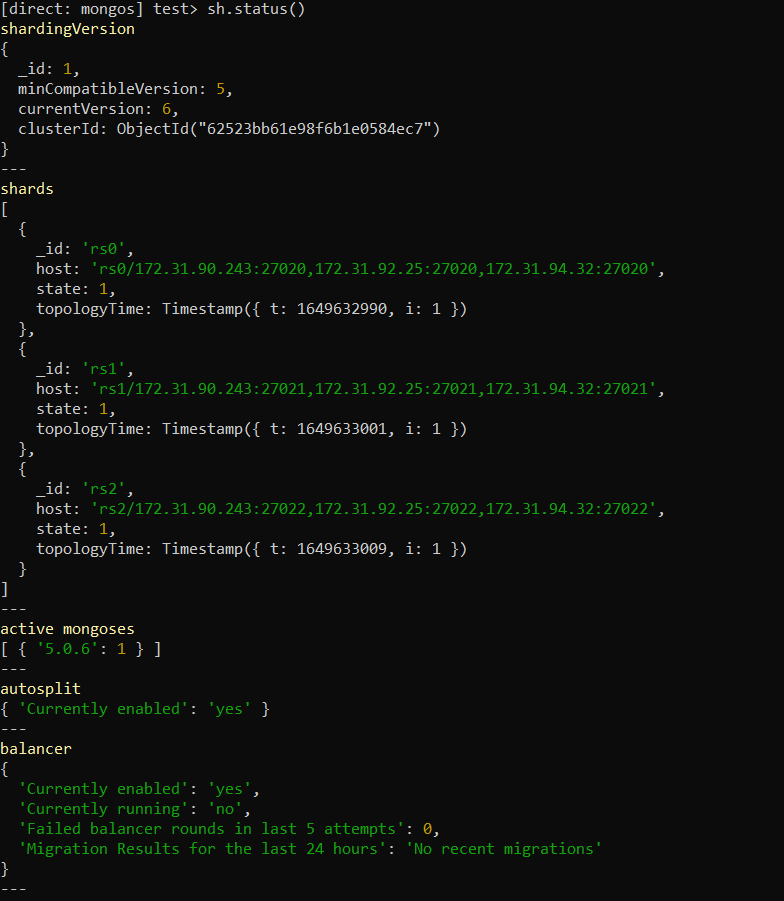 [direct: mongos] test> sh.status()
shardingVersion
{
  _id: 1,
  minCompatibleVersion: 5,
  currentVersion: 6,
  clusterId: ObjectId("62523bb61e98f6b1e0584ec7")
}
---
shards
[
  {
    _id: 'rs0',
    host: 'rs0/172.31.90.243:27020,172.31.92.25:27020,172.31.94.32:27020',
    state: 1,
    topologyTime: Timestamp({ t: 1649632990, i: 1 })
  },
  {
    _id: 'rs1',
    host: 'rs1/172.31.90.243:27021,172.31.92.25:27021,172.31.94.32:27021',
    state: 1,
    topologyTime: Timestamp({ t: 1649633001, i: 1 })
  },
  {
    _id: 'rs2',
    host: 'rs2/172.31.90.243:27022,172.31.92.25:27022,172.31.94.32:27022',
    state: 1,
    topologyTime: Timestamp({ t: 1649633009, i: 1 })
  }
]
---
active mongoses
[ { '5.0.6': 1 } ]
---
autosplit
{ 'Currently enabled': 'yes' }
---
balancer
{
  'Currently enabled': 'yes',
  'Currently running': 'no',
  'Failed balancer rounds in last 5 attempts': 0,
  'Migration Results for the last 24 hours': 'No recent migrations'
}
---